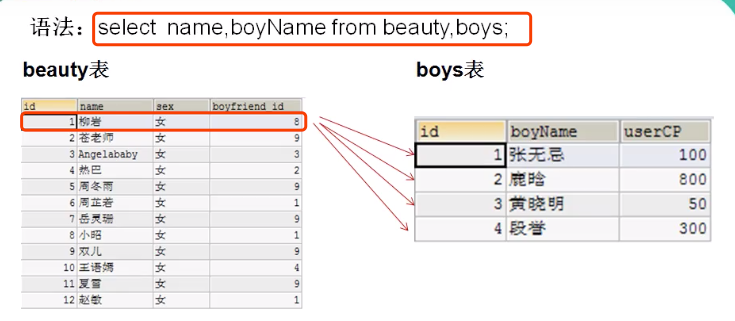 语法：select name,boyName from beauty,boys;
beauty表
id name sex boyfriend_id
1 柳岩 女 8
2 苍老师 女 9
3 Angelababy 女 3
4 热巴 女 2
5 周冬雨 女 9
6 周芷若 女 1
7 岳灵珊 女 9
8 小昭 女 1
9 双儿 女 9
10 王语嫣 女 4
11 夏雪 女 9
12 赵敏 女 1
boys表
id boyName userCP
1 张无忌 100
2 鹿晗 800
3 黄晓明 50
4 段誉 300